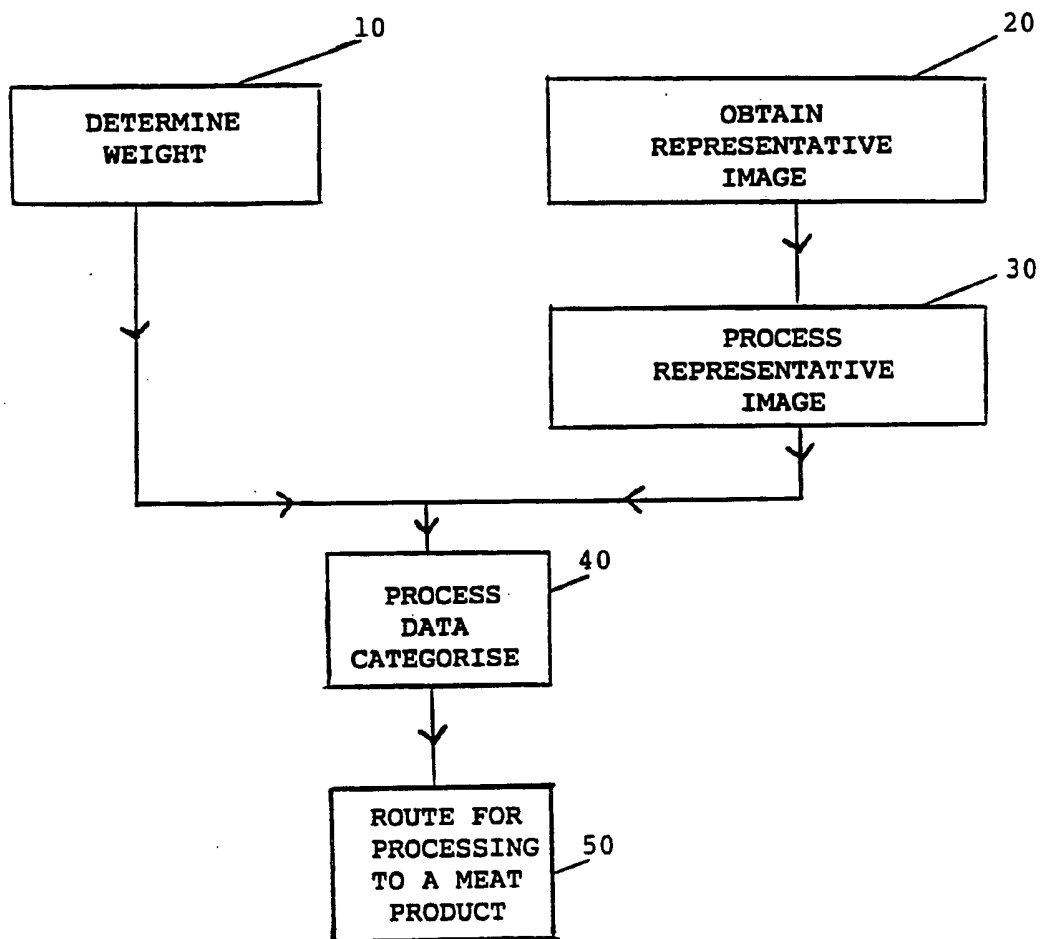 10
20
DETERMINE
WEIGHT
OBTAIN
REPRESENTATIVE
IMAGE
30
PROCESS
REPRESENTATIVE
IMAGE
40
PROCESS
DATA
CATEGORISE
ROUTE FOR
PROCESSING
TO A MEAT
PRODUCT
50